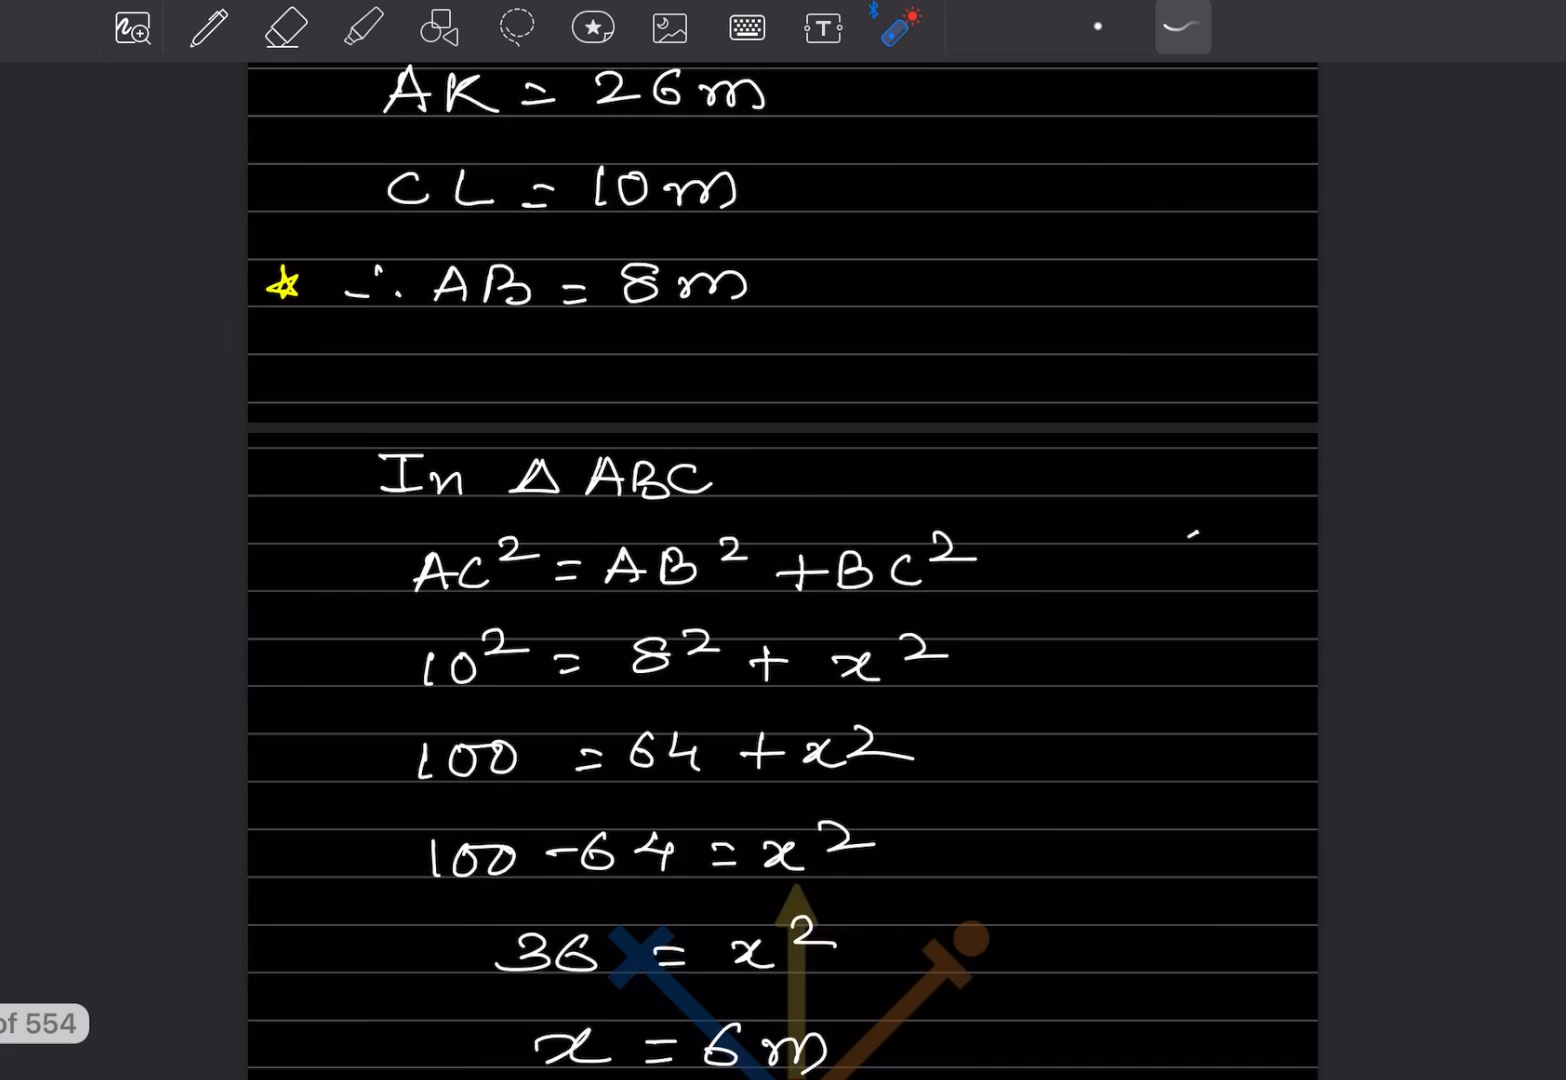 AK = 26m
CL = 10m
∴ AB = 8m
In △ ABC
AC² = AB² + BC²
10² = 8² + x²
100 = 64 + x²
100 - 64 = x²
36 = x²
of 554
x = 6m